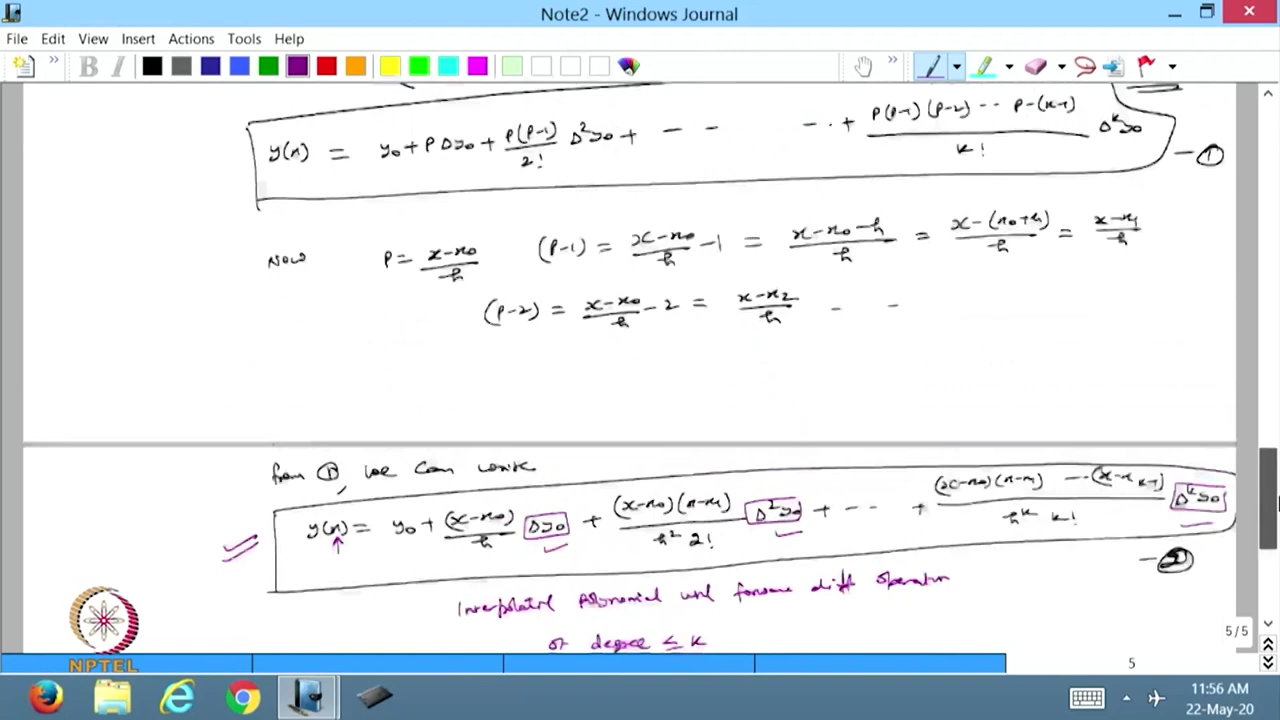 Note2 - Windows Journal
File Edit View Insert Actions Tools Help
y(x) = y₀ + P Δy₀ + P(P-1)/2! Δ²y₀ + - - - . + P(P-1)(P-2) -- P-(k-1)/k! Δᵏy₀ - ①
Now P = x-x₀/h (P-1) = x-x₀/h - 1 = x-x₀-h/h = x-(x₀+h)/h = x-x₁/h
(P-2) = x-x₀/h - 2 = x-x₂/h - -
from ①, we can write
y(x) = y₀ + (x-x₀)/h Δy₀ + (x-x₀)(x-x₁)/h² 2! Δ²y₀ + - - - + (x-x₀)(x-x₁) --- (x-x k-1)/hᵏ k! Δᵏy₀
- ②
Interpolated polynomial with forward diff operation
of degree ≤ k
NPTEL
5/5
5
11:56 AM
22-May-20